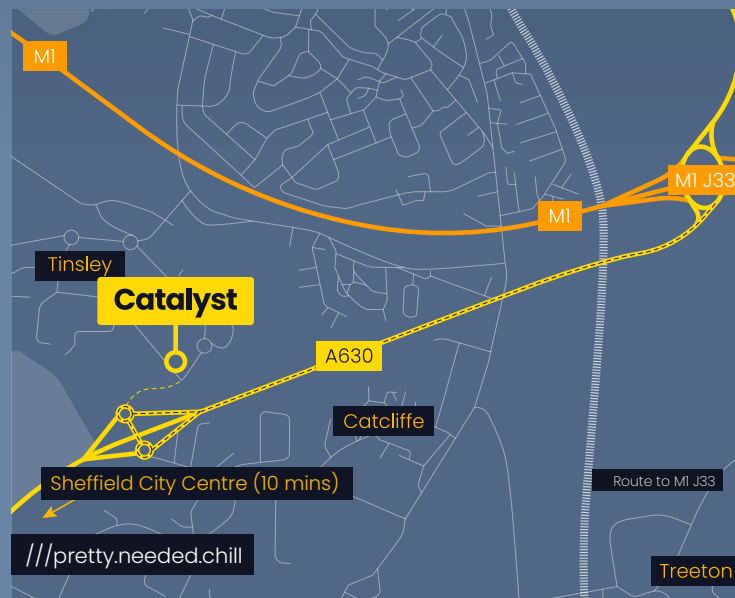 M1
M1 J33
M1
Tinsley
Catalyst
A630
Catcliffe
Sheffield City Centre (10 mins)
Route to M1 J33
///pretty.needed.chill
Treeton